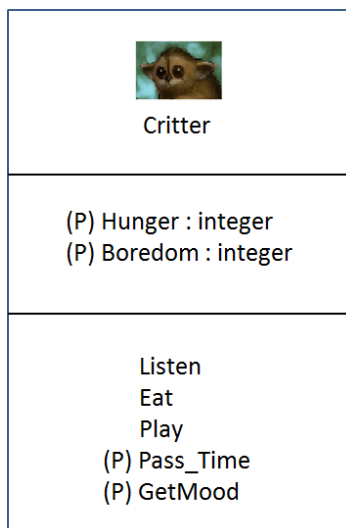 Critter
(P) Hunger : integer
(P) Boredom : integer
Listen
Eat
Play
(P) Pass_Time
(P) GetMood